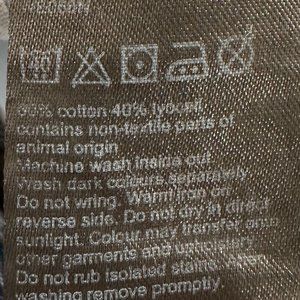 40
60% cotton 40% lyocell
contains non-textile parts of
animal origin
Machine wash inside out
Wash dark colours separately
Do not wring. Warm iron on
reverse side. Do not dry in direct
sunlight. Colour may transfer onto
other garments and upholstery
Do not rub isolated stains. After
washing remove promptly.